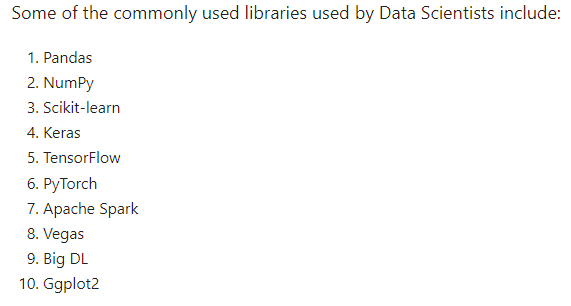 Some of the commonly used libraries used by Data Scientists include:
1. Pandas
2. NumPy
3. Scikit-learn
4. Keras
5. TensorFlow
6. PyTorch
7. Apache Spark
8. Vegas
9. Big DL
10. Ggplot2